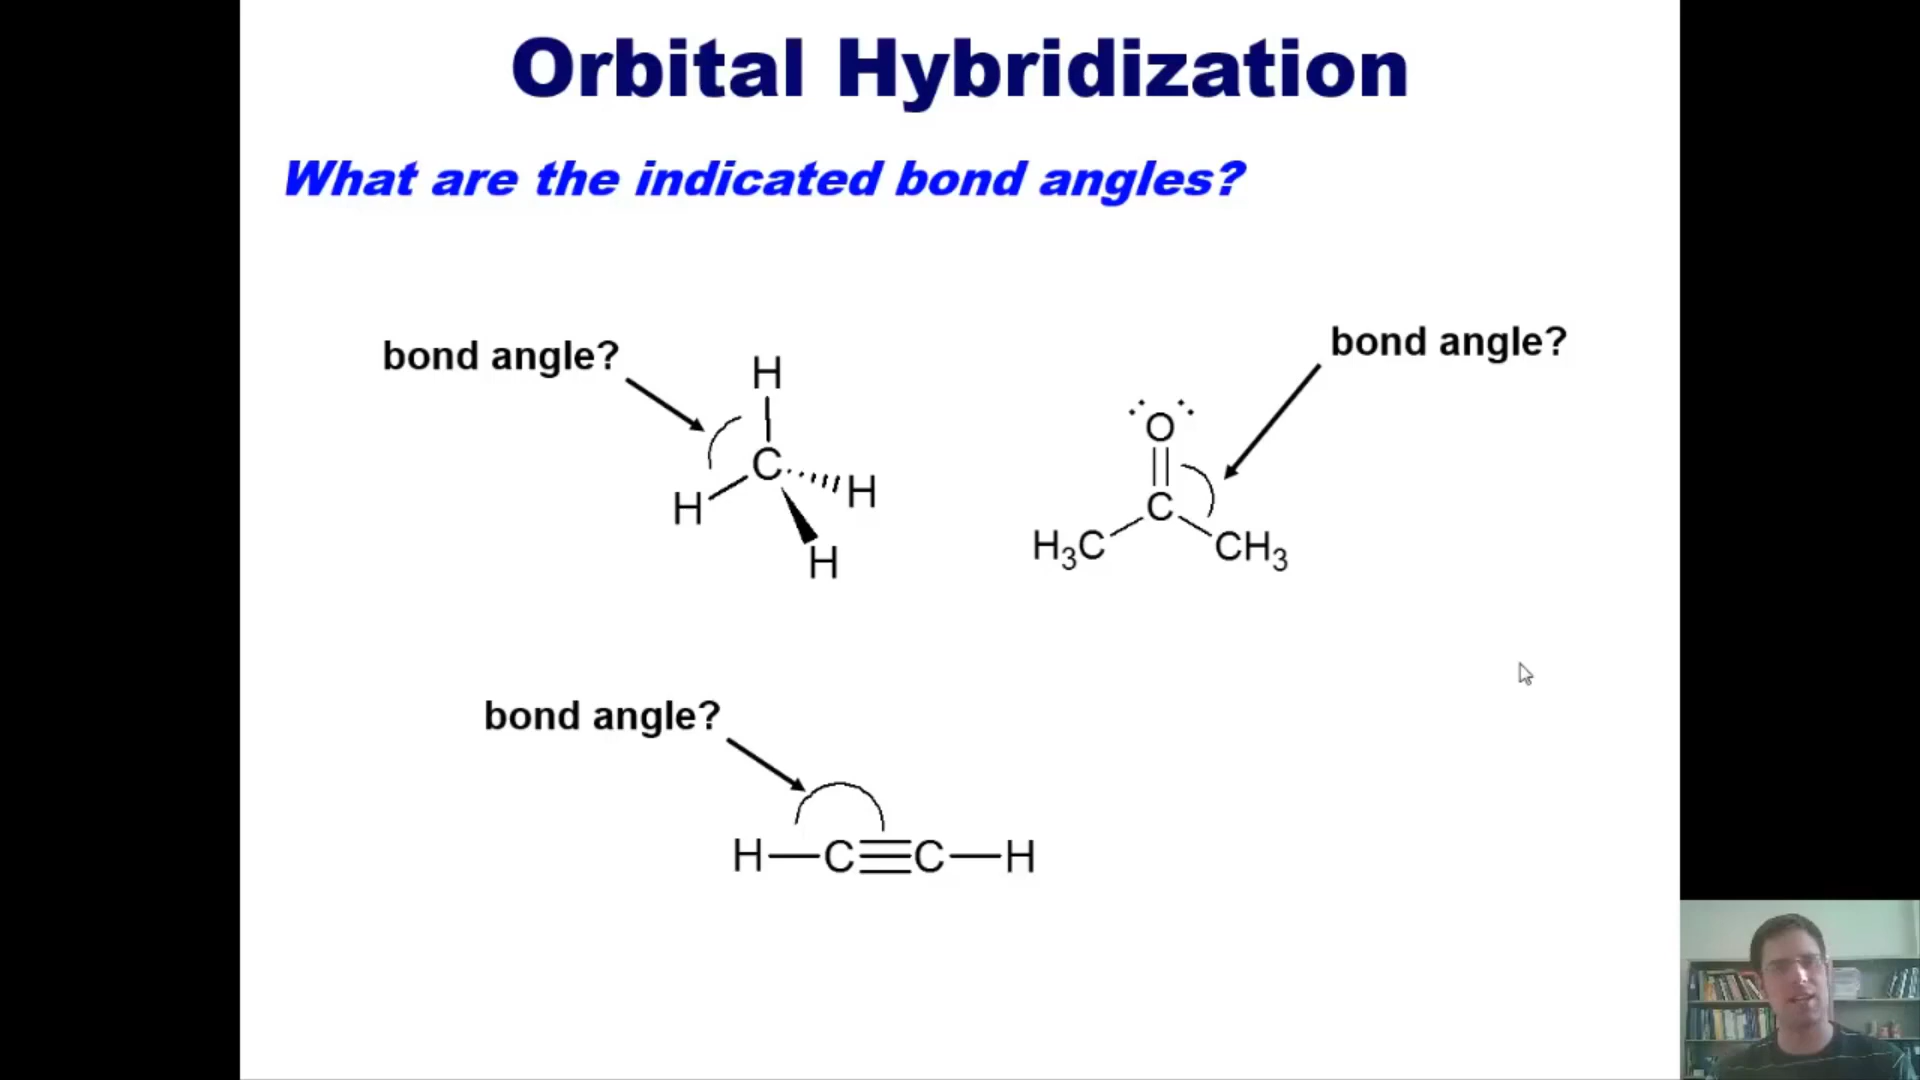 Orbital Hybridization
What are the indicated bond angles?
bond angle?
H
C
H
H
H
bond angle?
O
C
H₃C
CH₃
bond angle?
H—C≡C—H